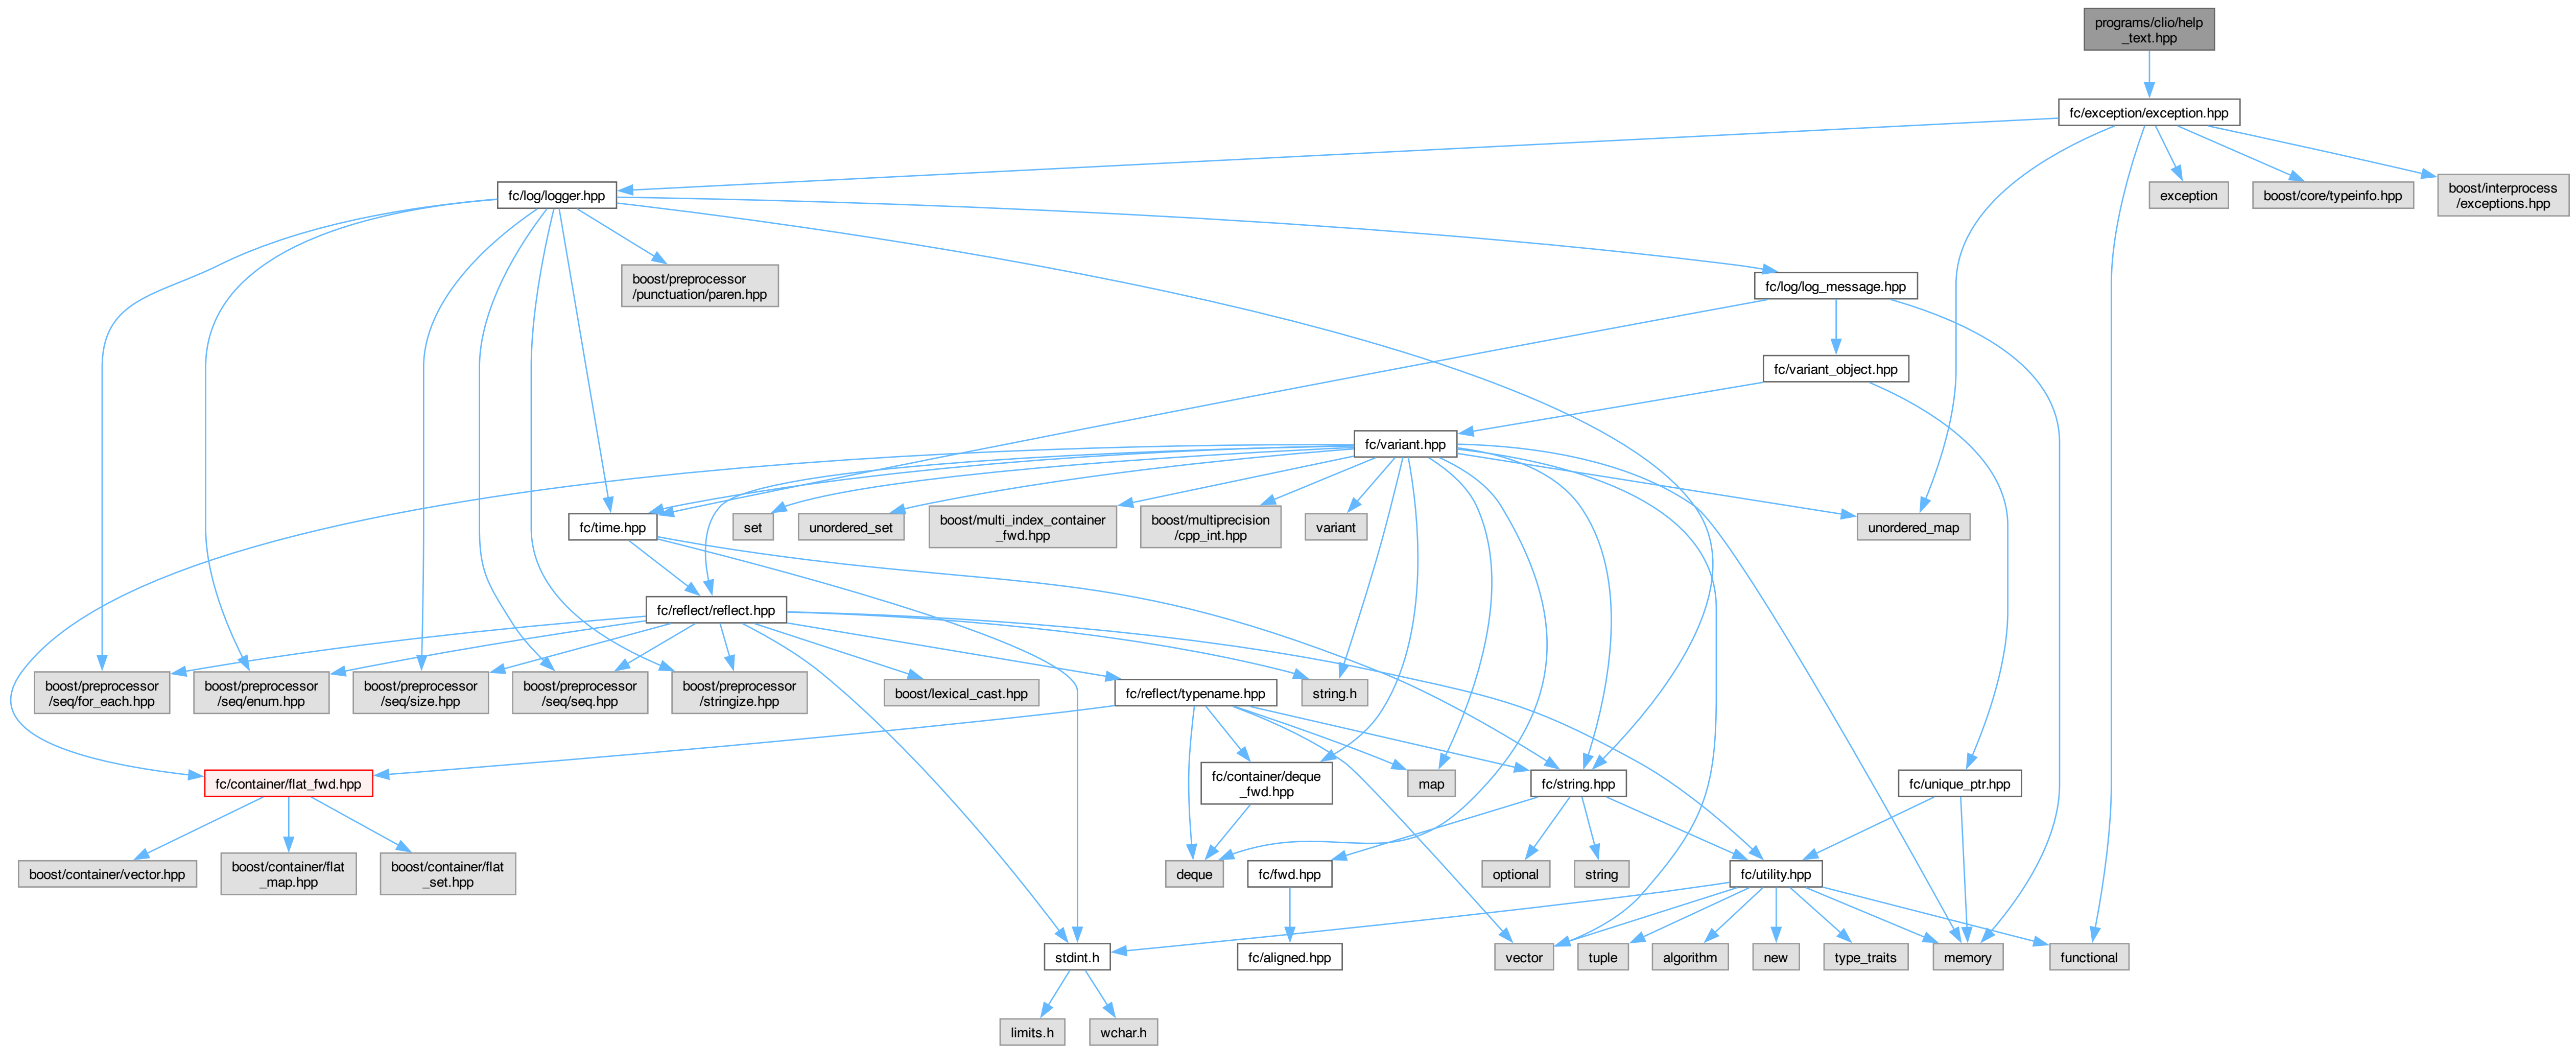 programs/clio/help
_text.hpp
fc/exception/exception.hpp
fc/log/logger.hpp
exception
boost/core/typeinfo.hpp
boost/interprocess
/exceptions.hpp
boost/preprocessor
/punctuation/paren.hpp
fc/log/log_message.hpp
fc/variant_object.hpp
fc/variant.hpp
fc/time.hpp
set
unordered_set
boost/multi_index_container
_fwd.hpp
boost/multiprecision
/cpp_int.hpp
variant
unordered_map
fc/reflect/reflect.hpp
boost/preprocessor
/seq/for_each.hpp
boost/preprocessor
/seq/enum.hpp
boost/preprocessor
/seq/size.hpp
boost/preprocessor
/seq/seq.hpp
boost/preprocessor
/stringize.hpp
boost/lexical_cast.hpp
fc/reflect/typename.hpp
string.h
fc/container/flat_fwd.hpp
fc/container/deque
_fwd.hpp
map
fc/string.hpp
fc/unique_ptr.hpp
boost/container/vector.hpp
boost/container/flat
_map.hpp
boost/container/flat
_set.hpp
deque
fc/fwd.hpp
optional
string
fc/utility.hpp
stdint.h
fc/aligned.hpp
vector
tuple
algorithm
new
type_traits
memory
functional
limits.h
wchar.h